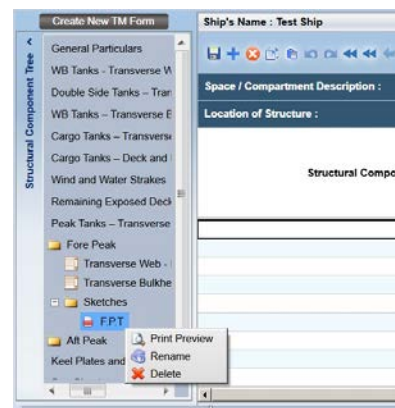 Create New TM Form
Ship's Name : Test Ship
Structural Component Tree
General Particulars
WB Tanks - Transverse W
Double Side Tanks – Tran
WB Tanks – Transverse E
Cargo Tanks – Transverse
Cargo Tanks – Deck and
Wind and Water Strakes
Remaining Exposed Deck
Peak Tanks – Transverse
Fore Peak
Transverse Web -
Transverse Bulkhe
Sketches
F.P.T
Aft Peak
Keel Plates and
Print Preview
Rename
Delete
Space / Compartment Description :
Location of Structure :
Structural Compo